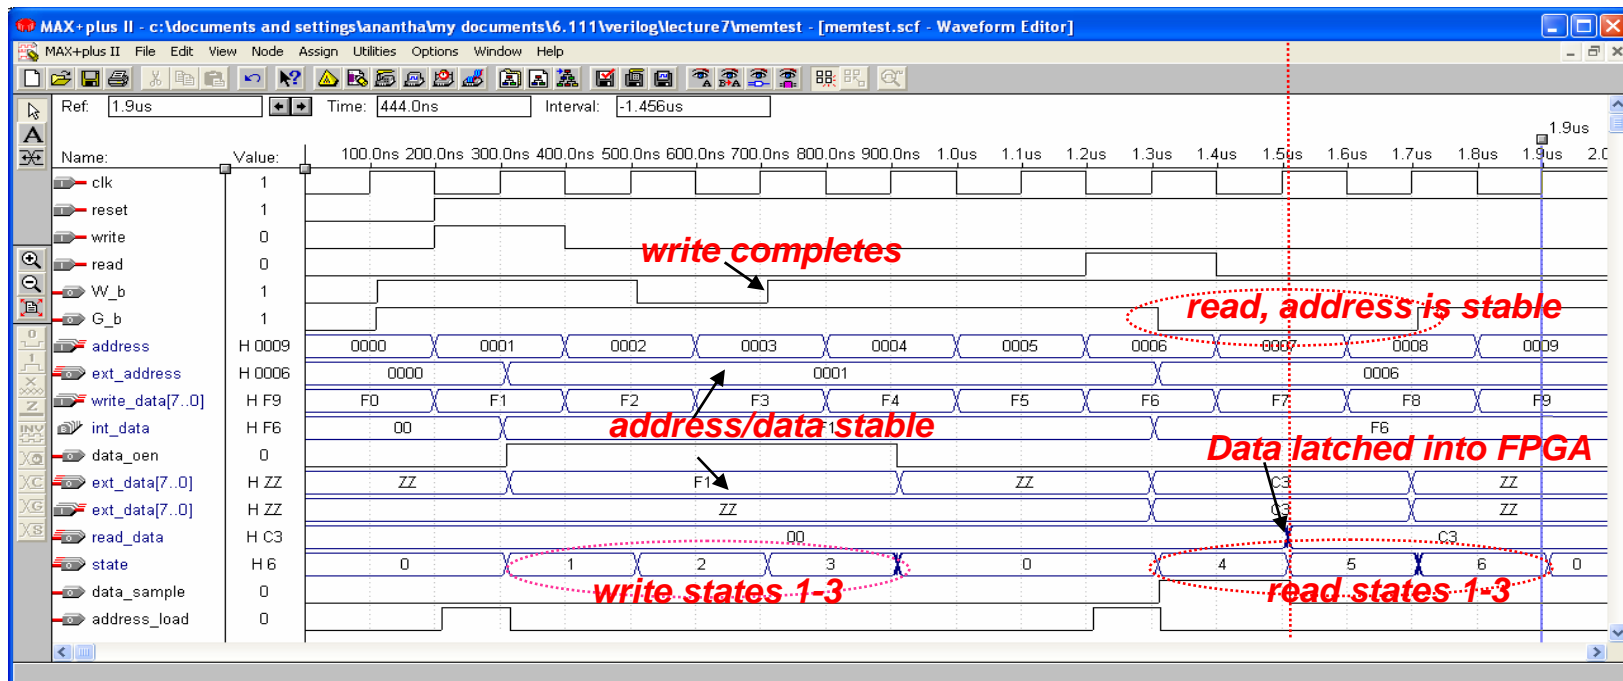 MAX+plus II - c:\documents and settings\anantha\my documents\6.111\verilog\lecture7\memtest - [memtest.scf - Waveform Editor]
MAX+plus II File Edit View Node Assign Utilities Options Window Help
Ref: 1.9us Time: 444.0ns Interval: -1.456us
1.9us
Name: Value: 100.0ns 200.0ns 300.0ns 400.0ns 500.0ns 600.0ns 700.0ns 800.0ns 900.0ns 1.0us 1.1us 1.2us 1.3us 1.4us 1.5us 1.6us 1.7us 1.8us 1.9us 2.0
clk 1
reset 1
write 0
write completes
read 0
W_b 1
read, address is stable
G_b 1
address H 0009 0000 0001 0002 0003 0004 0005 0006 0007 0008 0009
ext_address H 0006 0000 0001 0006
write_data[7..0] H F9 F0 F1 F2 F3 F4 F5 F6 F7 F8 F9
address/data stable
int_data H F6 00 F1 F6
Data latched into FPGA
data_oen 0
ext_data[7..0] H ZZ ZZ F1 ZZ C3 ZZ
ext_data[7..0] H ZZ ZZ C3 ZZ
read_data H C3 00 C3
state H 6 0 1 2 3 0 4 5 6 0
write states 1-3 read states 1-3
data_sample 0
address_load 0